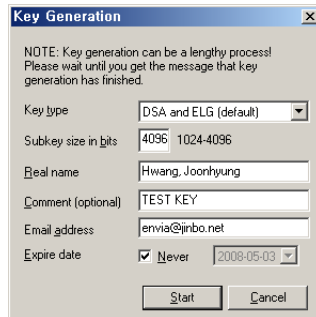 Key Generation
NOTE: Key generation can be a lengthy process!
Please wait until you get the message that key
generation has finished.
Key type DSA and ELG (default)
Subkey size in bits 4096 1024-4096
Real name Hwang, Joonhyung
Comment (optional) TEST KEY
Email address envia@jinbo.net
Expire date Never 2008-05-03
Start Cancel